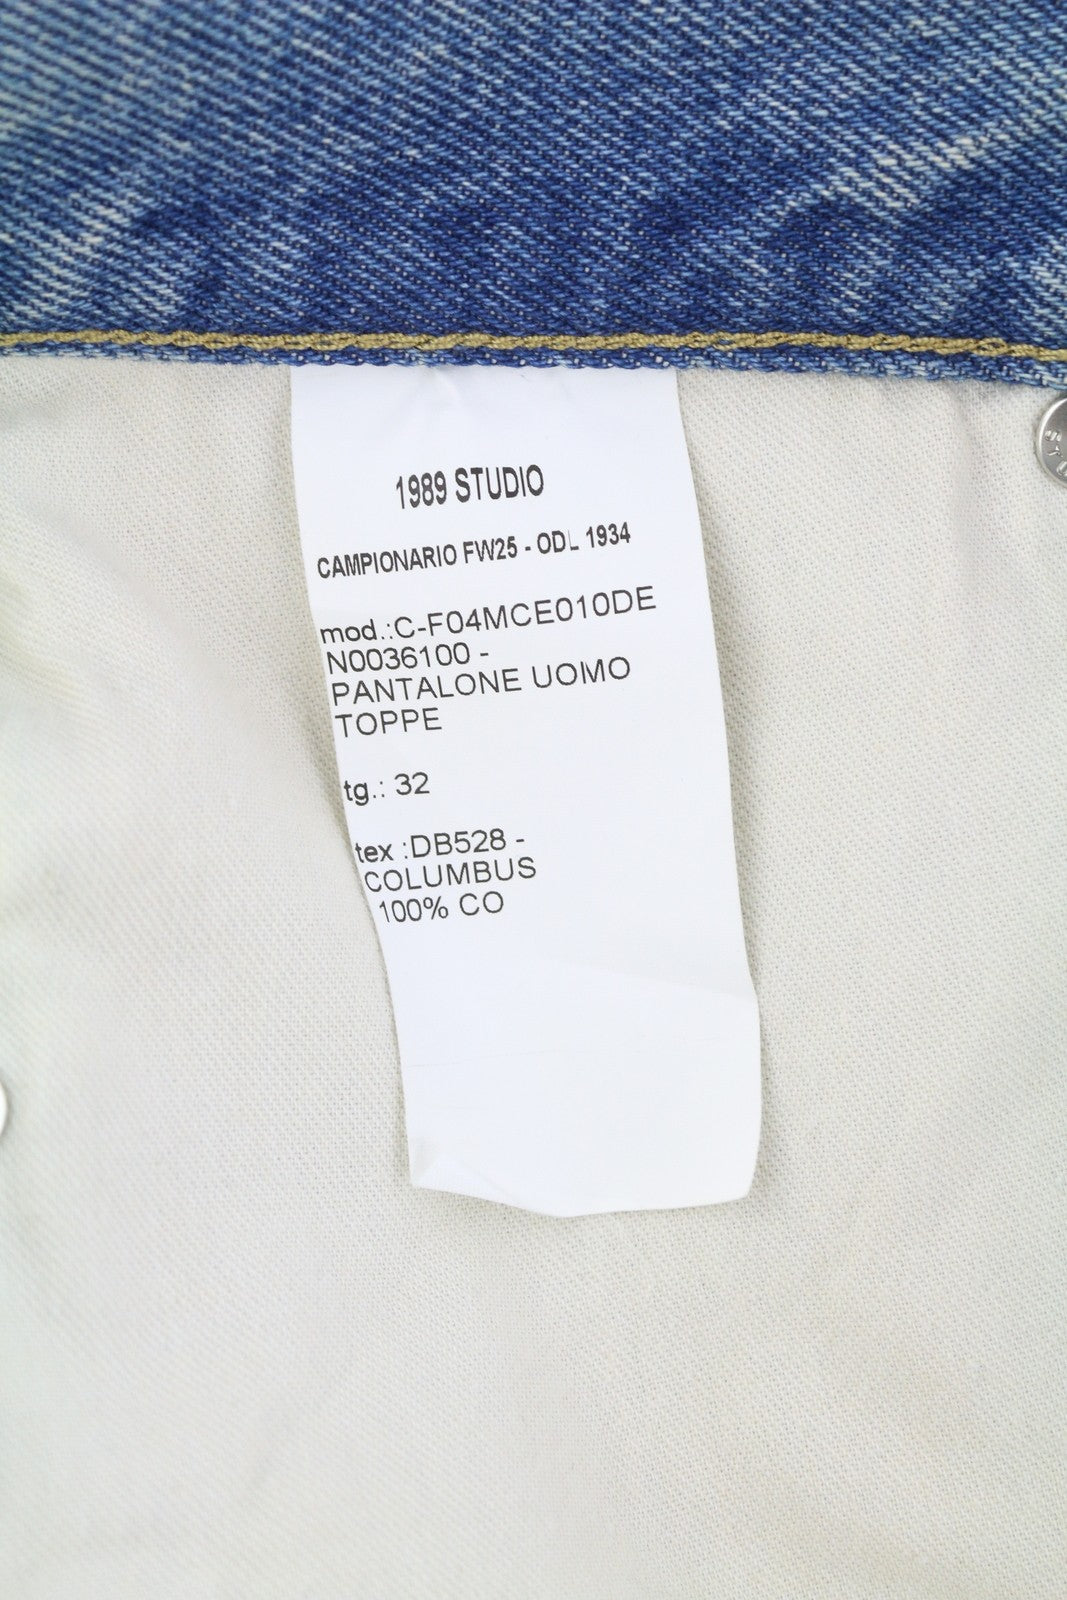 1989 STUDIO
CAMPIONARIO FW25 - ODL 1934
mod.:C-F04MCE010DE
N0036100 -
PANTALONE UOMO
TOPPE
tg.: 32
tex :DB528 -
COLUMBUS
100% CO